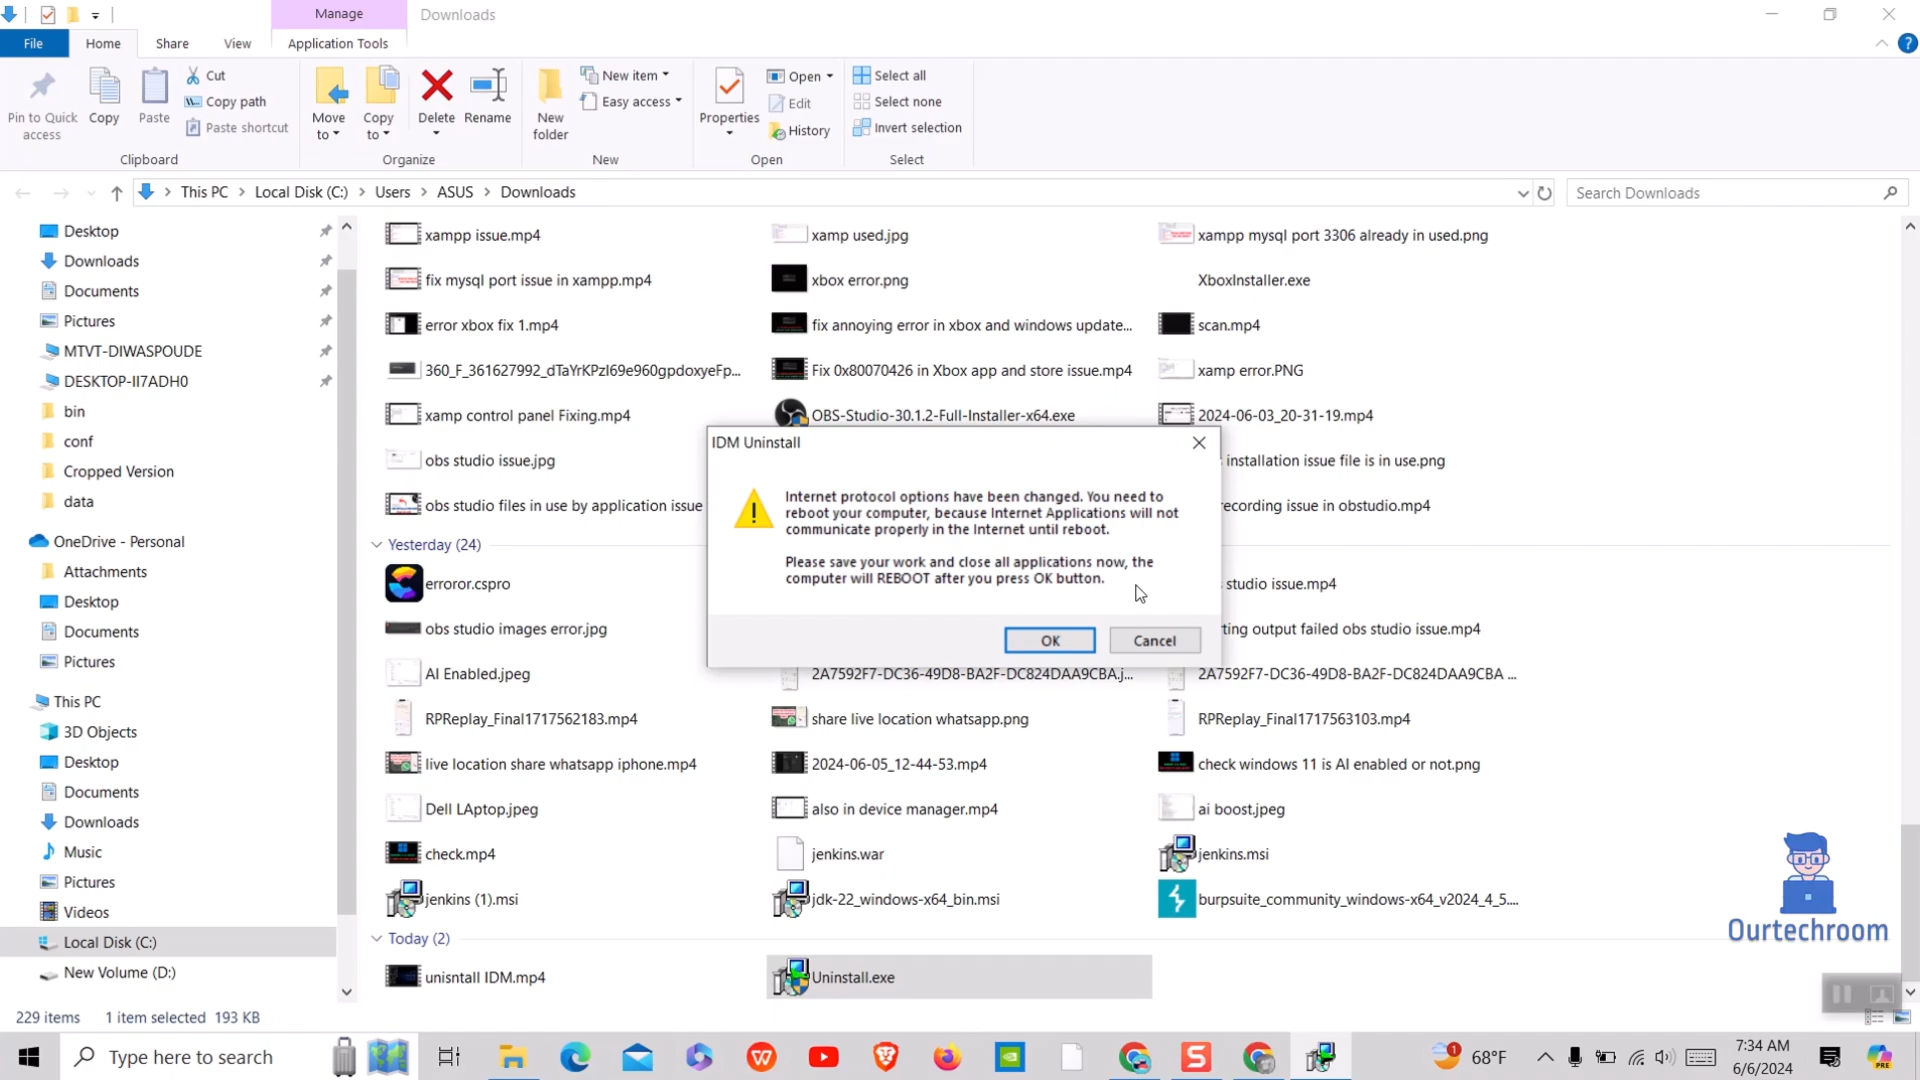 Manage
Downloads
File
Home
Share
View
Application Tools
Pin to Quick access
Copy
Paste
Cut
Copy path
Paste shortcut
Clipboard
Move to
Copy to
Delete
Rename
Organize
New folder
New item
Easy access
New
Properties
Open
Edit
History
Open
Select all
Select none
Invert selection
Select
This PC > Local Disk (C:) > Users > ASUS > Downloads
Search Downloads
Desktop
Downloads
Documents
Pictures
MTVT-DIWASPOUDE
DESKTOP-II7ADH0
bin
conf
Cropped Version
data
OneDrive - Personal
Attachments
Desktop
Documents
Pictures
This PC
3D Objects
Desktop
Documents
Downloads
Music
Pictures
Videos
Local Disk (C:)
New Volume (D:)
xampp issue.mp4
xamp used.jpg
xampp mysql port 3306 already in used.png
fix mysql port issue in xampp.mp4
xbox error.png
XboxInstaller.exe
error xbox fix 1.mp4
fix annoying error in xbox and windows update...
scan.mp4
360_F_361627992_dTaYrKPzI69e960gpdoxyeFp...
Fix 0x80070426 in Xbox app and store issue.mp4
xamp error.PNG
xamp control panel Fixing.mp4
OBS-Studio-30.1.2-Full-Installer-x64.exe
2024-06-03_20-31-19.mp4
obs studio issue.jpg
installation issue file is in use.png
obs studio files in use by application issue
recording issue in obstudio.mp4
IDM Uninstall
Internet protocol options have been changed. You need to
reboot your computer, because Internet Applications will not
communicate properly in the Internet until reboot.
Please save your work and close all applications now, the
computer will REBOOT after you press OK button.
OK
Cancel
Yesterday (24)
erroror.cspro
studio issue.mp4
obs studio images error.jpg
ting output failed obs studio issue.mp4
AI Enabled.jpeg
2A7592F7-DC36-49D8-BA2F-DC824DAA9CBA.j...
2A7592F7-DC36-49D8-BA2F-DC824DAA9CBA ...
RPReplay_Final1717562183.mp4
share live location whatsapp.png
RPReplay_Final1717563103.mp4
live location share whatsapp iphone.mp4
2024-06-05_12-44-53.mp4
check windows 11 is AI enabled or not.png
Dell LAptop.jpeg
also in device manager.mp4
ai boost.jpeg
check.mp4
jenkins.war
jenkins.msi
jenkins (1).msi
jdk-22_windows-x64_bin.msi
burpsuite_community_windows-x64_v2024_4_5....
Today (2)
unisntall IDM.mp4
Uninstall.exe
Ourtechroom
229 items
1 item selected 193 KB
Type here to search
68°F
7:34 AM
6/6/2024